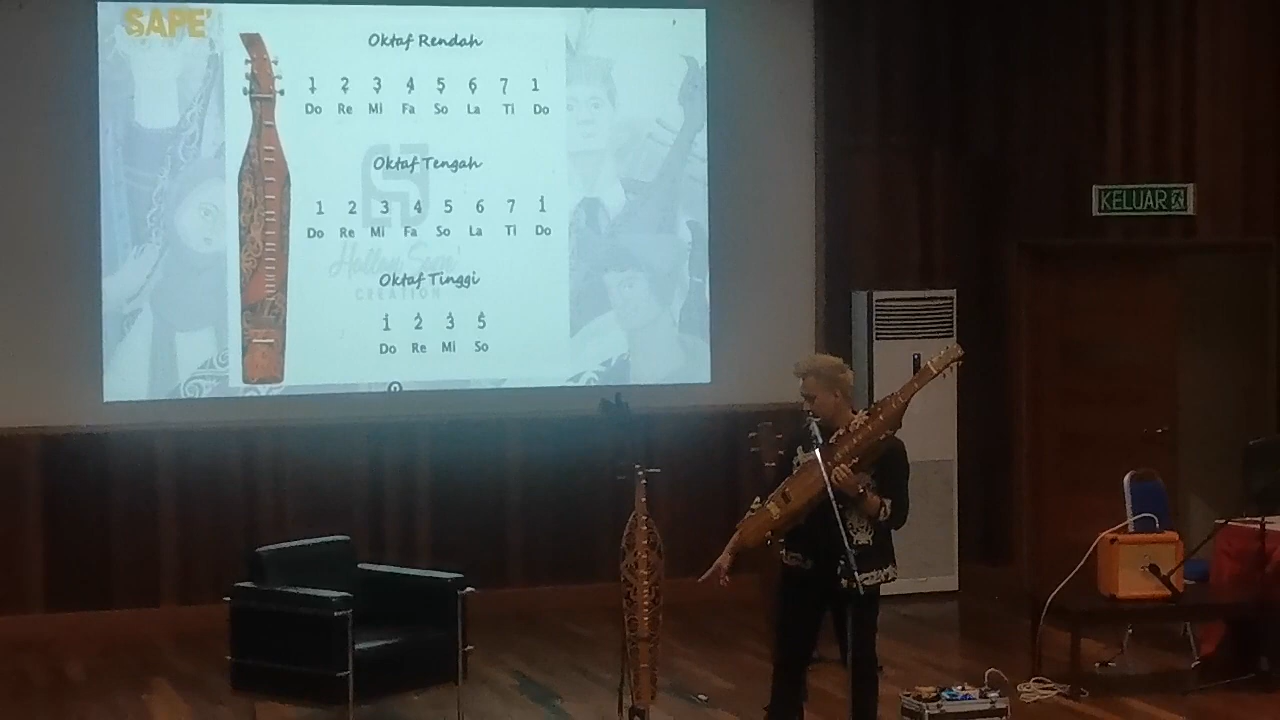 SAPE'
Oktaf Rendah
1 2 3 4 5 6 7 1
Do Re Mi Fa So La Ti Do
Oktaf Tengah
1 2 3 4 5 6 7 i
Do Re Mi Fa So La Ti Do
Oktaf Tinggi
CREATION
i 2 3 5
Do Re Mi So
KELUAR